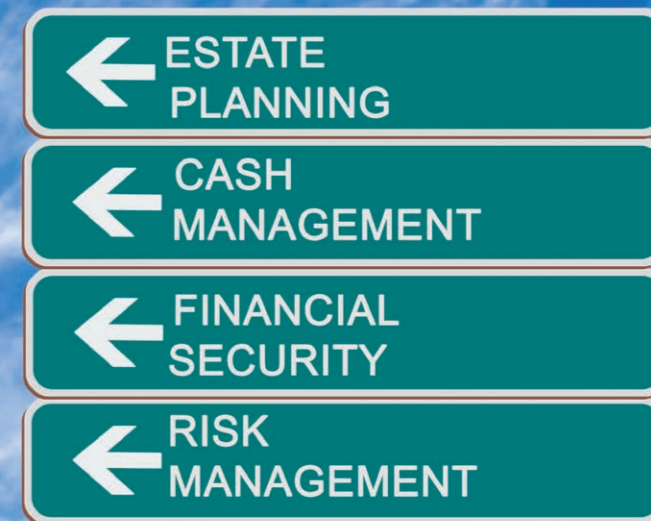 ESTATE
PLANNING
CASH
MANAGEMENT
FINANCIAL
SECURITY
RISK
MANAGEMENT